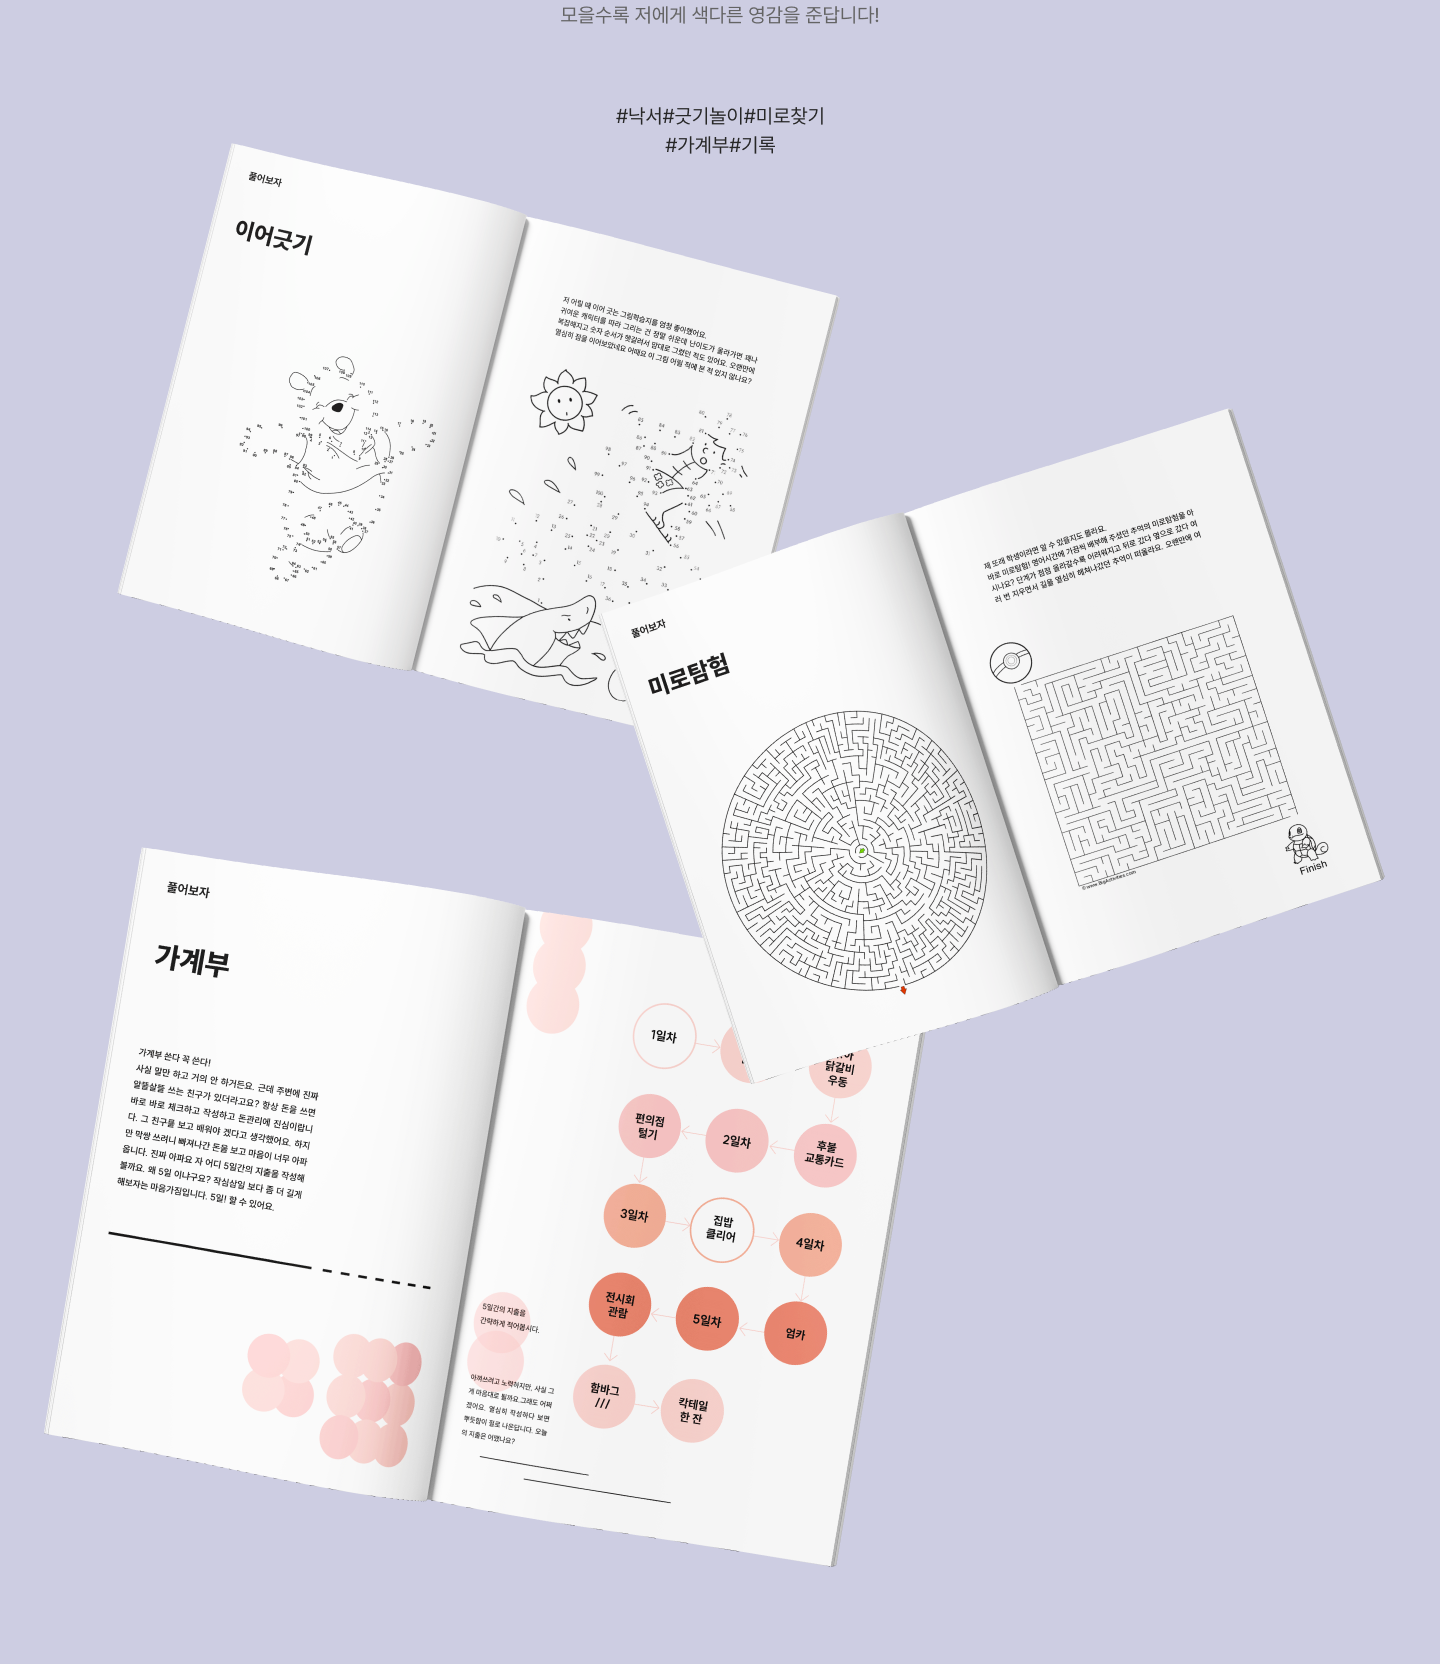 모을수록 저에게 색다른 영감을 준답니다!
#낙서#긋기놀이#미로찾기
#가계부#기록
풀어보자
이어긋기
저 어릴 때 이어 긋는 그림학습지를 엄청 좋아했어요.
귀여운 캐릭터를 따라 그리는 건 정말 쉬운데 난이도가 올라가면 꽤나
복잡해지고 숫자 순서가 헷갈려서 맘대로 그렸던 적도 있어요. 오랜만에
열심히 점을 이어보았네요 어때요 이 그림 어릴 적에 본 적 있지 않나요?
풀어보자
미로탐험
제 또래 학생이라면 알 수 있을지도 몰라요.
바로 미로탐험! 영어시간에 가끔씩 배부해 주셨던 추억의 미로탐험을 아
시나요? 단계가 점점 올라갈수록 어려워지고 뒤로 갔다 옆으로 갔다 여
러 번 지우면서 길을 열심히 헤쳐나갔던 추억이 떠올라요. 오랜만에 여
Finish
풀어보자
가계부
가계부 쓴다 꼭 쓴다!
사실 말만 하고 거의 안 하거든요. 근데 주변에 진짜
알뜰살뜰 쓰는 친구가 있더라고요? 항상 돈을 쓰면
바로 바로 체크하고 작성하고 돈관리에 진심이랍니
다. 그 친구를 보고 배워야 겠다고 생각했어요. 하지
만 막쌍 쓰려니 빠져나간 돈을 보고 마음이 너무 아파
옵니다. 진짜 아파요 자 어디 5일간의 지출을 작성해
볼까요. 왜 5일 이냐구요? 작심삼일 보다 좀 더 길게
해보자는 마음가짐입니다. 5일! 할 수 있어요.
1일차
닭갈비
우동
편의점
털기
2일차
후불
교통카드
3일차
집밥
클리어
4일차
전시회
관람
5일차
엄카
함바그
///
칵테일
한 잔
5일간의 지출을
간략하게 적어봅시다.
아껴쓰려고 노력하지만, 사실 그
게 마음대로 될까요.그래도 어쩌
겠어요. 열심히 작성하다 보면
뿌듯함이 절로 나온답니다. 오늘
의 지출은 어땠나요?